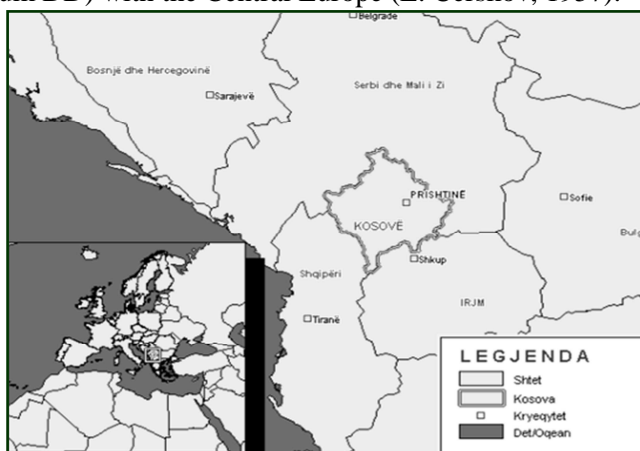 Belgrade
Bosnjë dhe Hercegovinë
Serbi dhe Mali i Zi
Sarajevë
PRISHTINË
Sofie
KOSOVË
Shkup
Shqipëri
IRJM
Tiranë
LEGJENDA
Shtet
Kosova
Kryeqytet
Det/Oqean